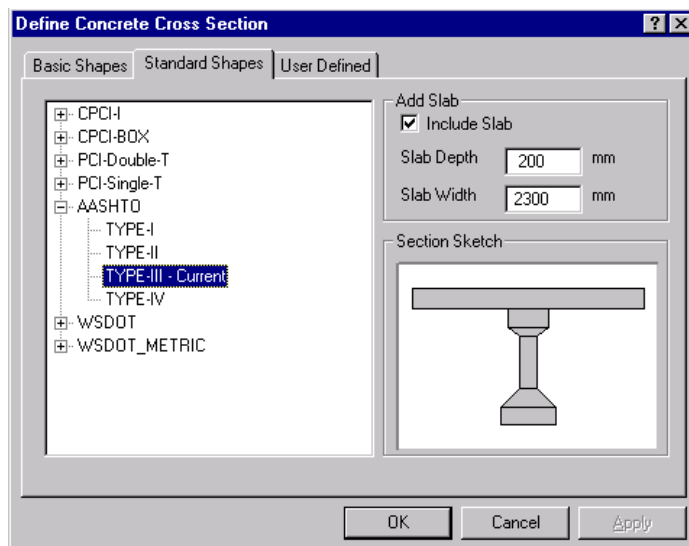 Define Concrete Cross Section
Basic Shapes Standard Shapes User Defined
CPCI-I
CPCI-BOX
PCI-Double-T
PCI-Single-T
AASHTO
TYPE-I
TYPE-II
TYPE-III - Current
TYPE-IV
WSDOT
WSDOT_METRIC
Add Slab
Include Slab
Slab Depth 200 mm
Slab Width 2300 mm
Section Sketch
OK Cancel Apply